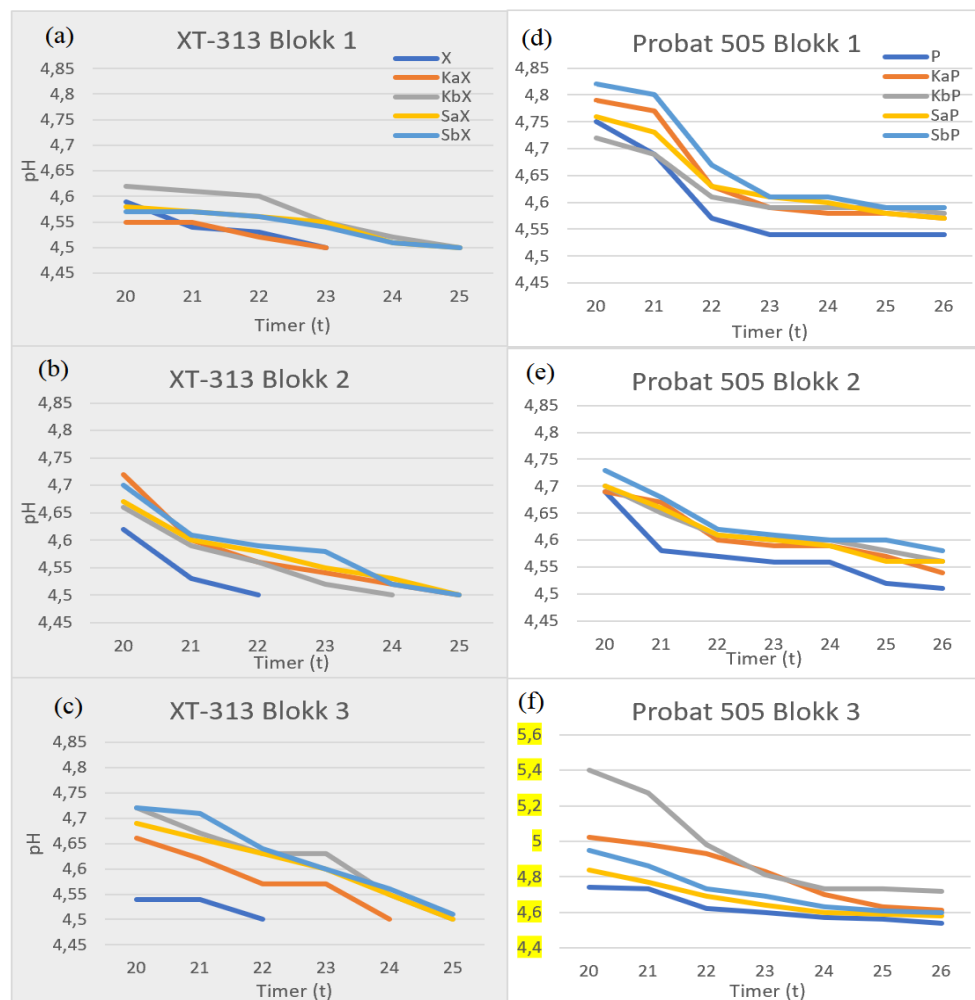 (a)
XT-313 Blokk 1
X
KaX
KbX
SaX
SbX
4,85
4,8
4,75
4,7
4,65
4,6
4,55
4,5
4,45
pH
20 21 22 23 24 25
Timer (t)
(d)
Probat 505 Blokk 1
P
KaP
KbP
SaP
SbP
4,85
4,8
4,75
4,7
4,65
4,6
4,55
4,5
4,45
20 21 22 23 24 25 26
Timer (t)
(b)
XT-313 Blokk 2
4,85
4,8
4,75
4,7
4,65
4,6
4,55
4,5
4,45
pH
20 21 22 23 24 25
Timer (t)
(e)
Probat 505 Blokk 2
4,85
4,8
4,75
4,7
4,65
4,6
4,55
4,5
4,45
20 21 22 23 24 25 26
Timer (t)
(c)
XT-313 Blokk 3
4,85
4,8
4,75
4,7
4,65
4,6
4,55
4,5
4,45
pH
20 21 22 23 24 25
Timer (t)
(f)
Probat 505 Blokk 3
5,6
5,4
5,2
5
4,8
4,6
4,4
20 21 22 23 24 25 26
Timer (t)